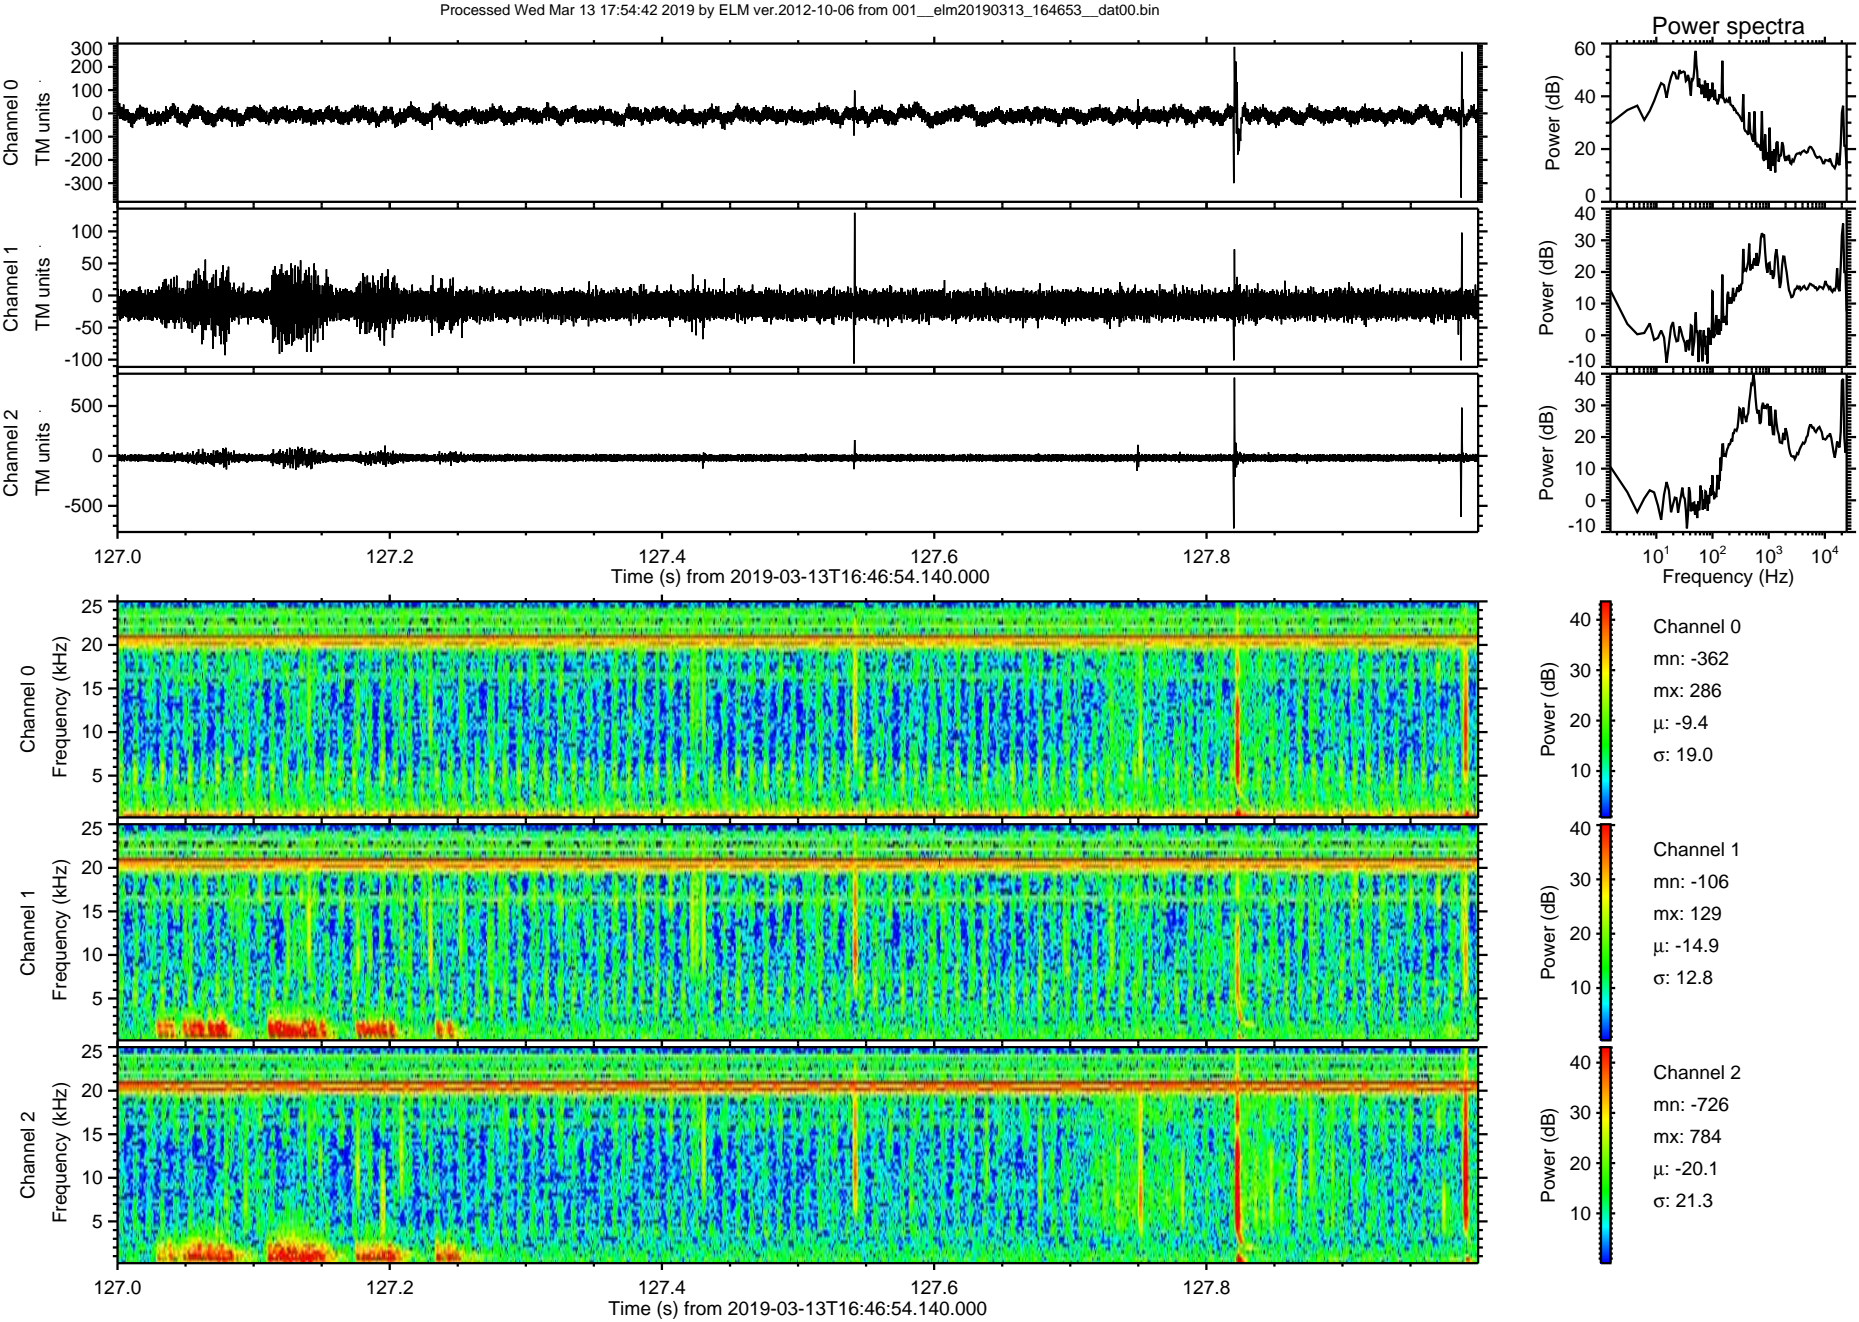 Processed Wed Mar 13 17:54:42 2019 by ELM ver.2012-10-06 from 001__elm20190313_164653__dat00.bin
Power spectra
Channel 0
TM units
300
200
100
0
-100
-200
-300
Power (dB)
60
40
20
0
Channel 1
TM units
100
50
0
-50
-100
Power (dB)
40
30
20
10
0
-10
Channel 2
TM units
500
0
-500
Power (dB)
40
30
20
10
0
-10
127.0 127.2 127.4 127.6 127.8
Time (s) from 2019-03-13T16:46:54.140.000
10^1 10^2 10^3 10^4
Frequency (Hz)
Channel 0
Frequency (kHz)
25
20
15
10
5
Power (dB)
40
30
20
10
Channel 0
mn: -362
mx: 286
μ: -9.4
σ: 19.0
Channel 1
Frequency (kHz)
25
20
15
10
5
Power (dB)
40
30
20
10
Channel 1
mn: -106
mx: 129
μ: -14.9
σ: 12.8
Channel 2
Frequency (kHz)
25
20
15
10
5
Power (dB)
40
30
20
10
Channel 2
mn: -726
mx: 784
μ: -20.1
σ: 21.3
127.0 127.2 127.4 127.6 127.8
Time (s) from 2019-03-13T16:46:54.140.000